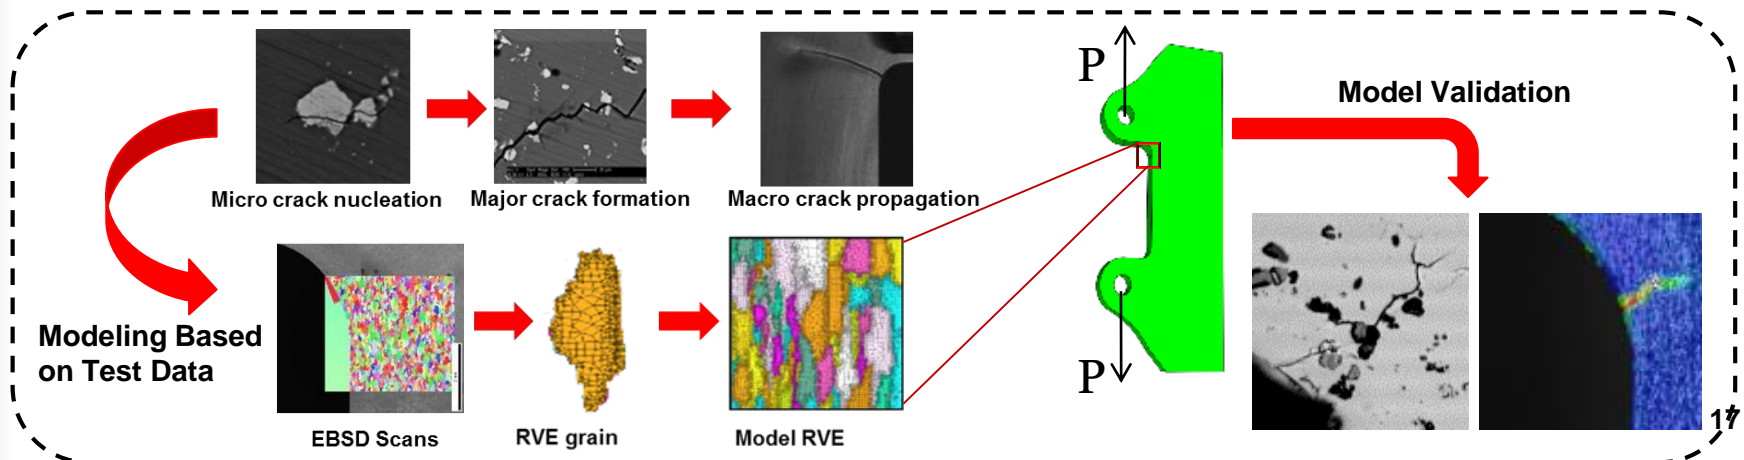 Micro crack nucleation
Major crack formation
Macro crack propagation
Modeling Based
on Test Data
EBSD Scans
RVE grain
Model RVE
P
P
Model Validation
17